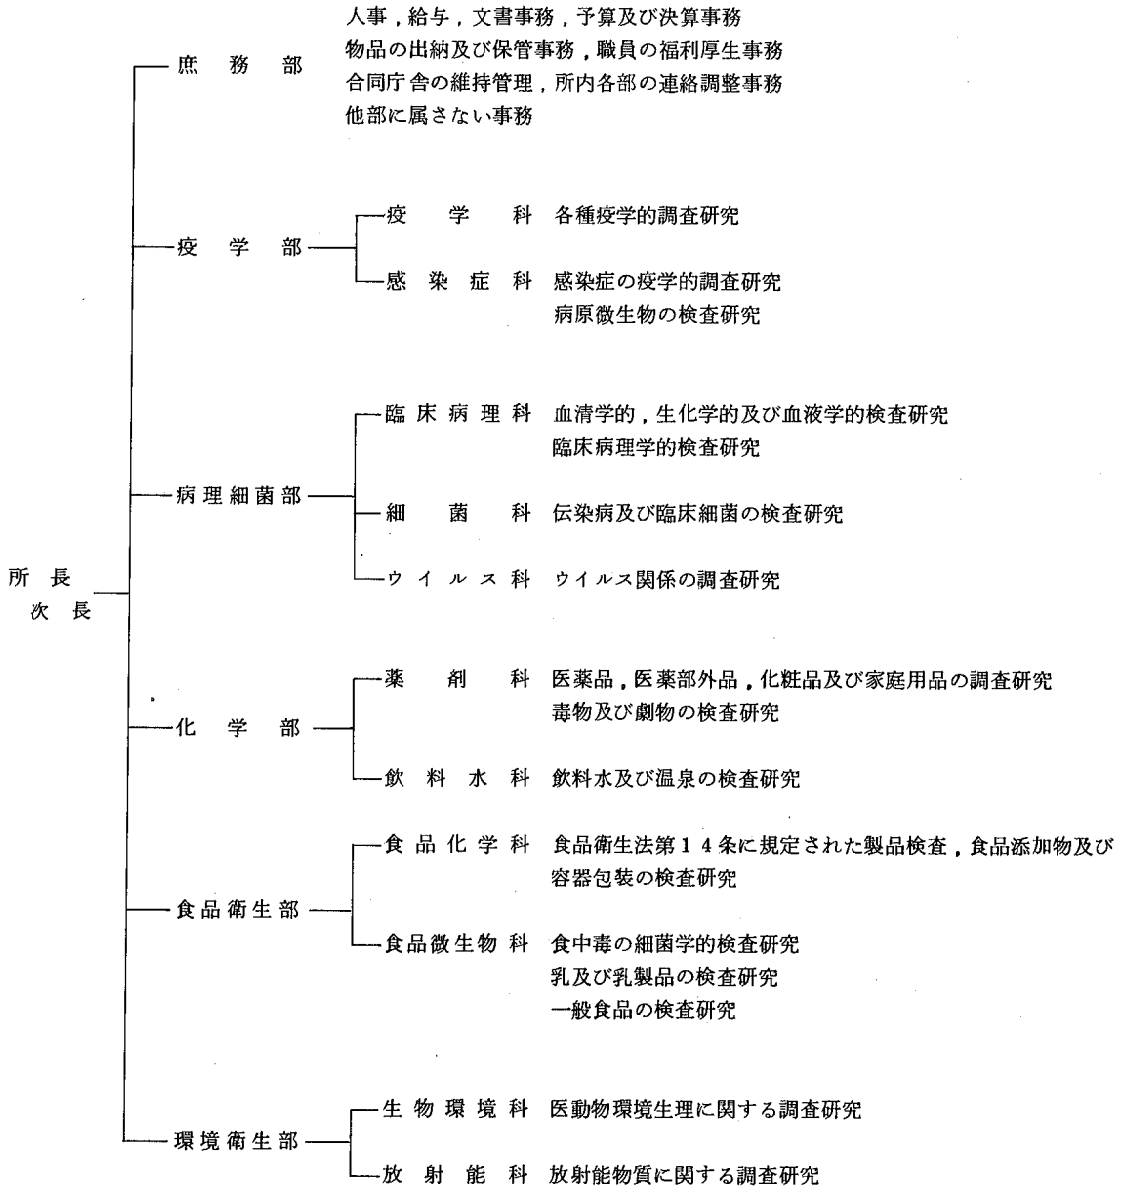 人事，給与，文書事務，予算及び決算事務
物品の出納及び保管事務，職員の福利厚生事務
庶務部
合同庁舎の維持管理，所内各部の連絡調整事務
他部に属さない事務
疫学科 各種疫学的調査研究
疫学部
感染症科 感染症の疫学的調査研究
病原微生物の検査研究
臨床病理科 血清学的，生化学的及び血液学的検査研究
臨床病理学的検査研究
病理細菌部
細菌科 伝染病及び臨床細菌の検査研究
ウイルス科 ウイルス関係の調査研究
所長
次長
薬剤科 医薬品，医薬部外品，化粧品及び家庭用品の調査研究
毒物及び劇物の検査研究
化学部
飲料水科 飲料水及び温泉の検査研究
食品化学科 食品衛生法第14条に規定された製品検査，食品添加物及び
容器包装の検査研究
食品衛生部
食品微生物科 食中毒の細菌学的検査研究
乳及び乳製品の検査研究
一般食品の検査研究
生物環境科 医動物環境生理に関する調査研究
環境衛生部
放射能科 放射能物質に関する調査研究